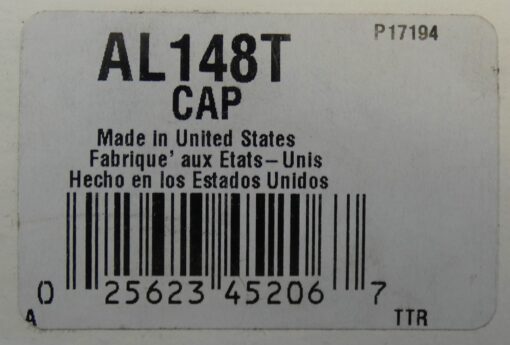 P17194
AL148T
CAP
Made in United States
Fabrique' aux Etats-Unis
Hecho en los Estados Unidos
0 25623 45206 7
A TTR